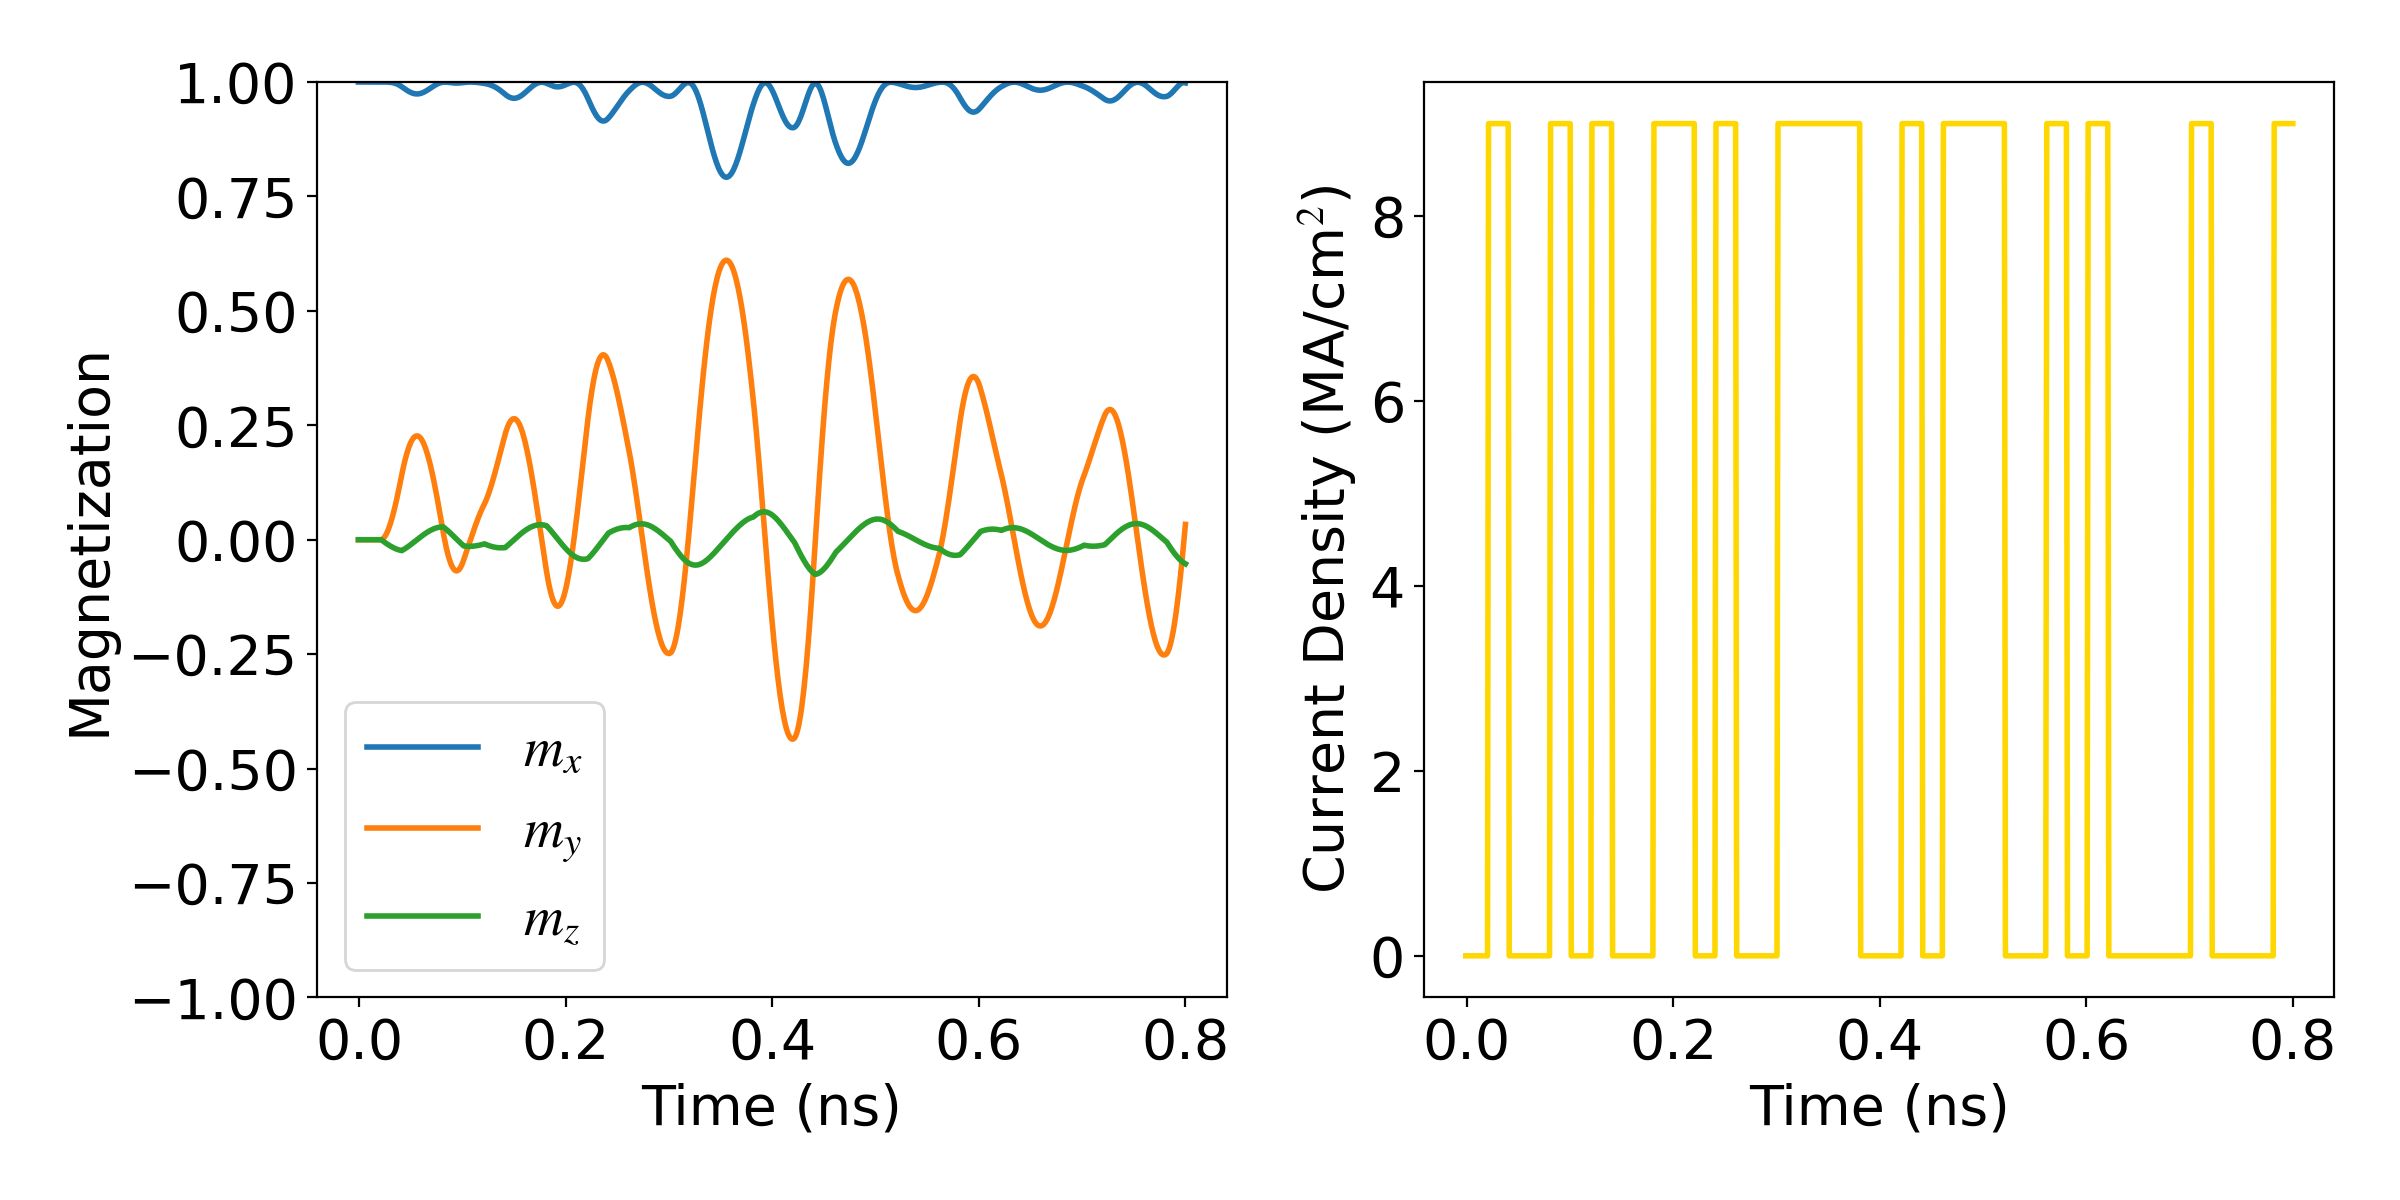 1.00
0.75
0.50
0.25
0.00
−0.25
−0.50
−0.75
−1.00
Magnetization
0.0 0.2 0.4 0.6 0.8
Time (ns)
mₓ
m_y
m_z
8
6
4
2
0
Current Density (MA/cm²)
0.0 0.2 0.4 0.6 0.8
Time (ns)